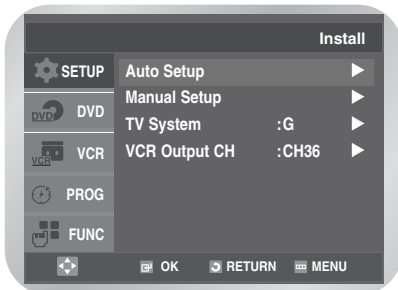 Install
SETUP
DVD
DVD
VCR
VCR
PROG
FUNC
Auto Setup
Manual Setup
TV System :G
VCR Output CH :CH36
OK RETURN MENU